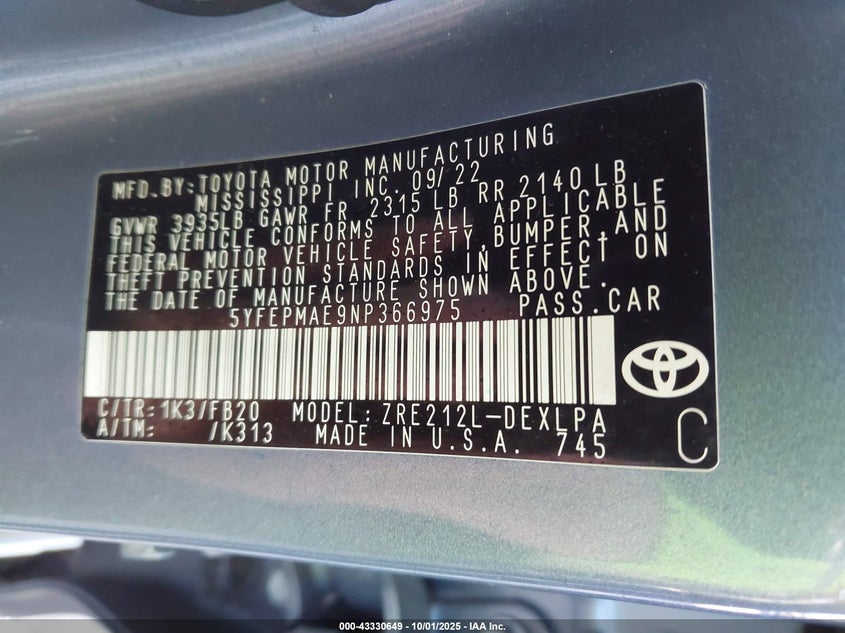 MFD.BY:TOYOTA MOTOR MANUFACTURING
MISSISSIPPI INC. 09/22
GVWR 3935LB GAWR FR 2315 LB RR 2140LB
THIS VEHICLE CONFORMS TO ALL APPLICABLE
FEDERAL MOTOR VEHICLE SAFETY,BUMPER,AND
THEFT PREVENTION STANDARDS IN EFFECT ON
THE DATE OF MANUFACTURE SHOWN ABOVE.
5YFEPMAE9NP366975 PASS.CAR
C/TR:1K3/FB20 MODEL:ZRE212L-DEXLPA
A/TM: /K313 MADE IN U.S.A. 745
C
000-43330649 - 10/01/2025 - IAA Inc.